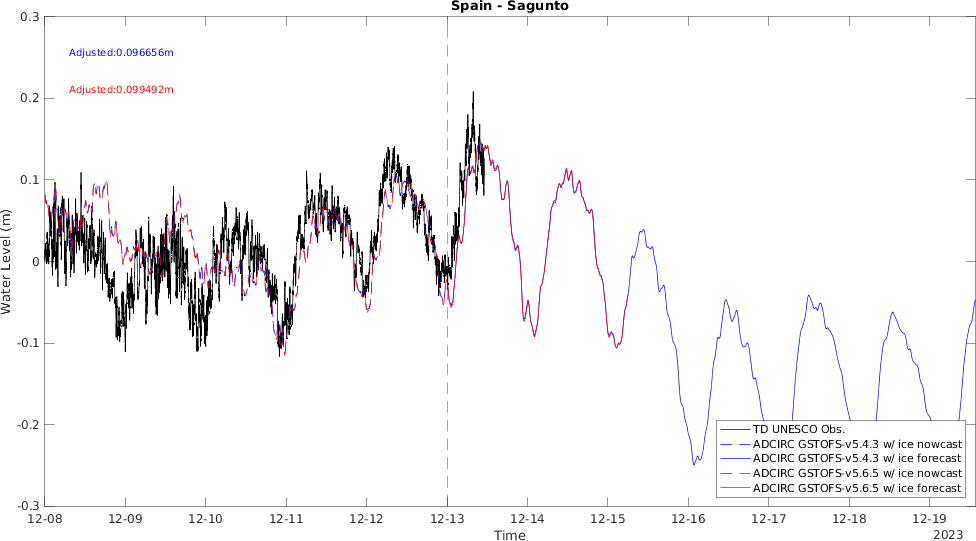 Spain - Sagunto
0.3
Adjusted:0.096656m
Adjusted:0.099492m
0.2
0.1
0
-0.1
-0.2
-0.3
Water Level (m)
TD UNESCO Obs.
ADCIRC GSTOFS-v5.4.3 w/ ice nowcast
ADCIRC GSTOFS-v5.4.3 w/ ice forecast
ADCIRC GSTOFS-v5.6.5 w/ ice nowcast
ADCIRC GSTOFS-v5.6.5 w/ ice forecast
12-08 12-09 12-10 12-11 12-12 12-13 12-14 12-15 12-16 12-17 12-18 12-19
Time
2023